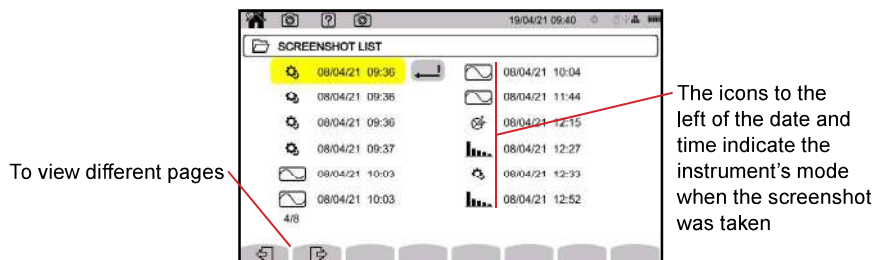 ?
19/04/21 09:40
SCREENSHOT LIST
08/04/21 09:36
08/04/21 09:36
08/04/21 09:36
08/04/21 09:37
08/04/21 10:03
08/04/21 10:03
4/8
08/04/21 10:04
08/04/21 11:44
08/04/21 12:15
08/04/21 12:27
08/04/21 12:33
08/04/21 12:52
To view different pages
The icons to the
left of the date and
time indicate the
instrument's mode
when the screenshot
was taken